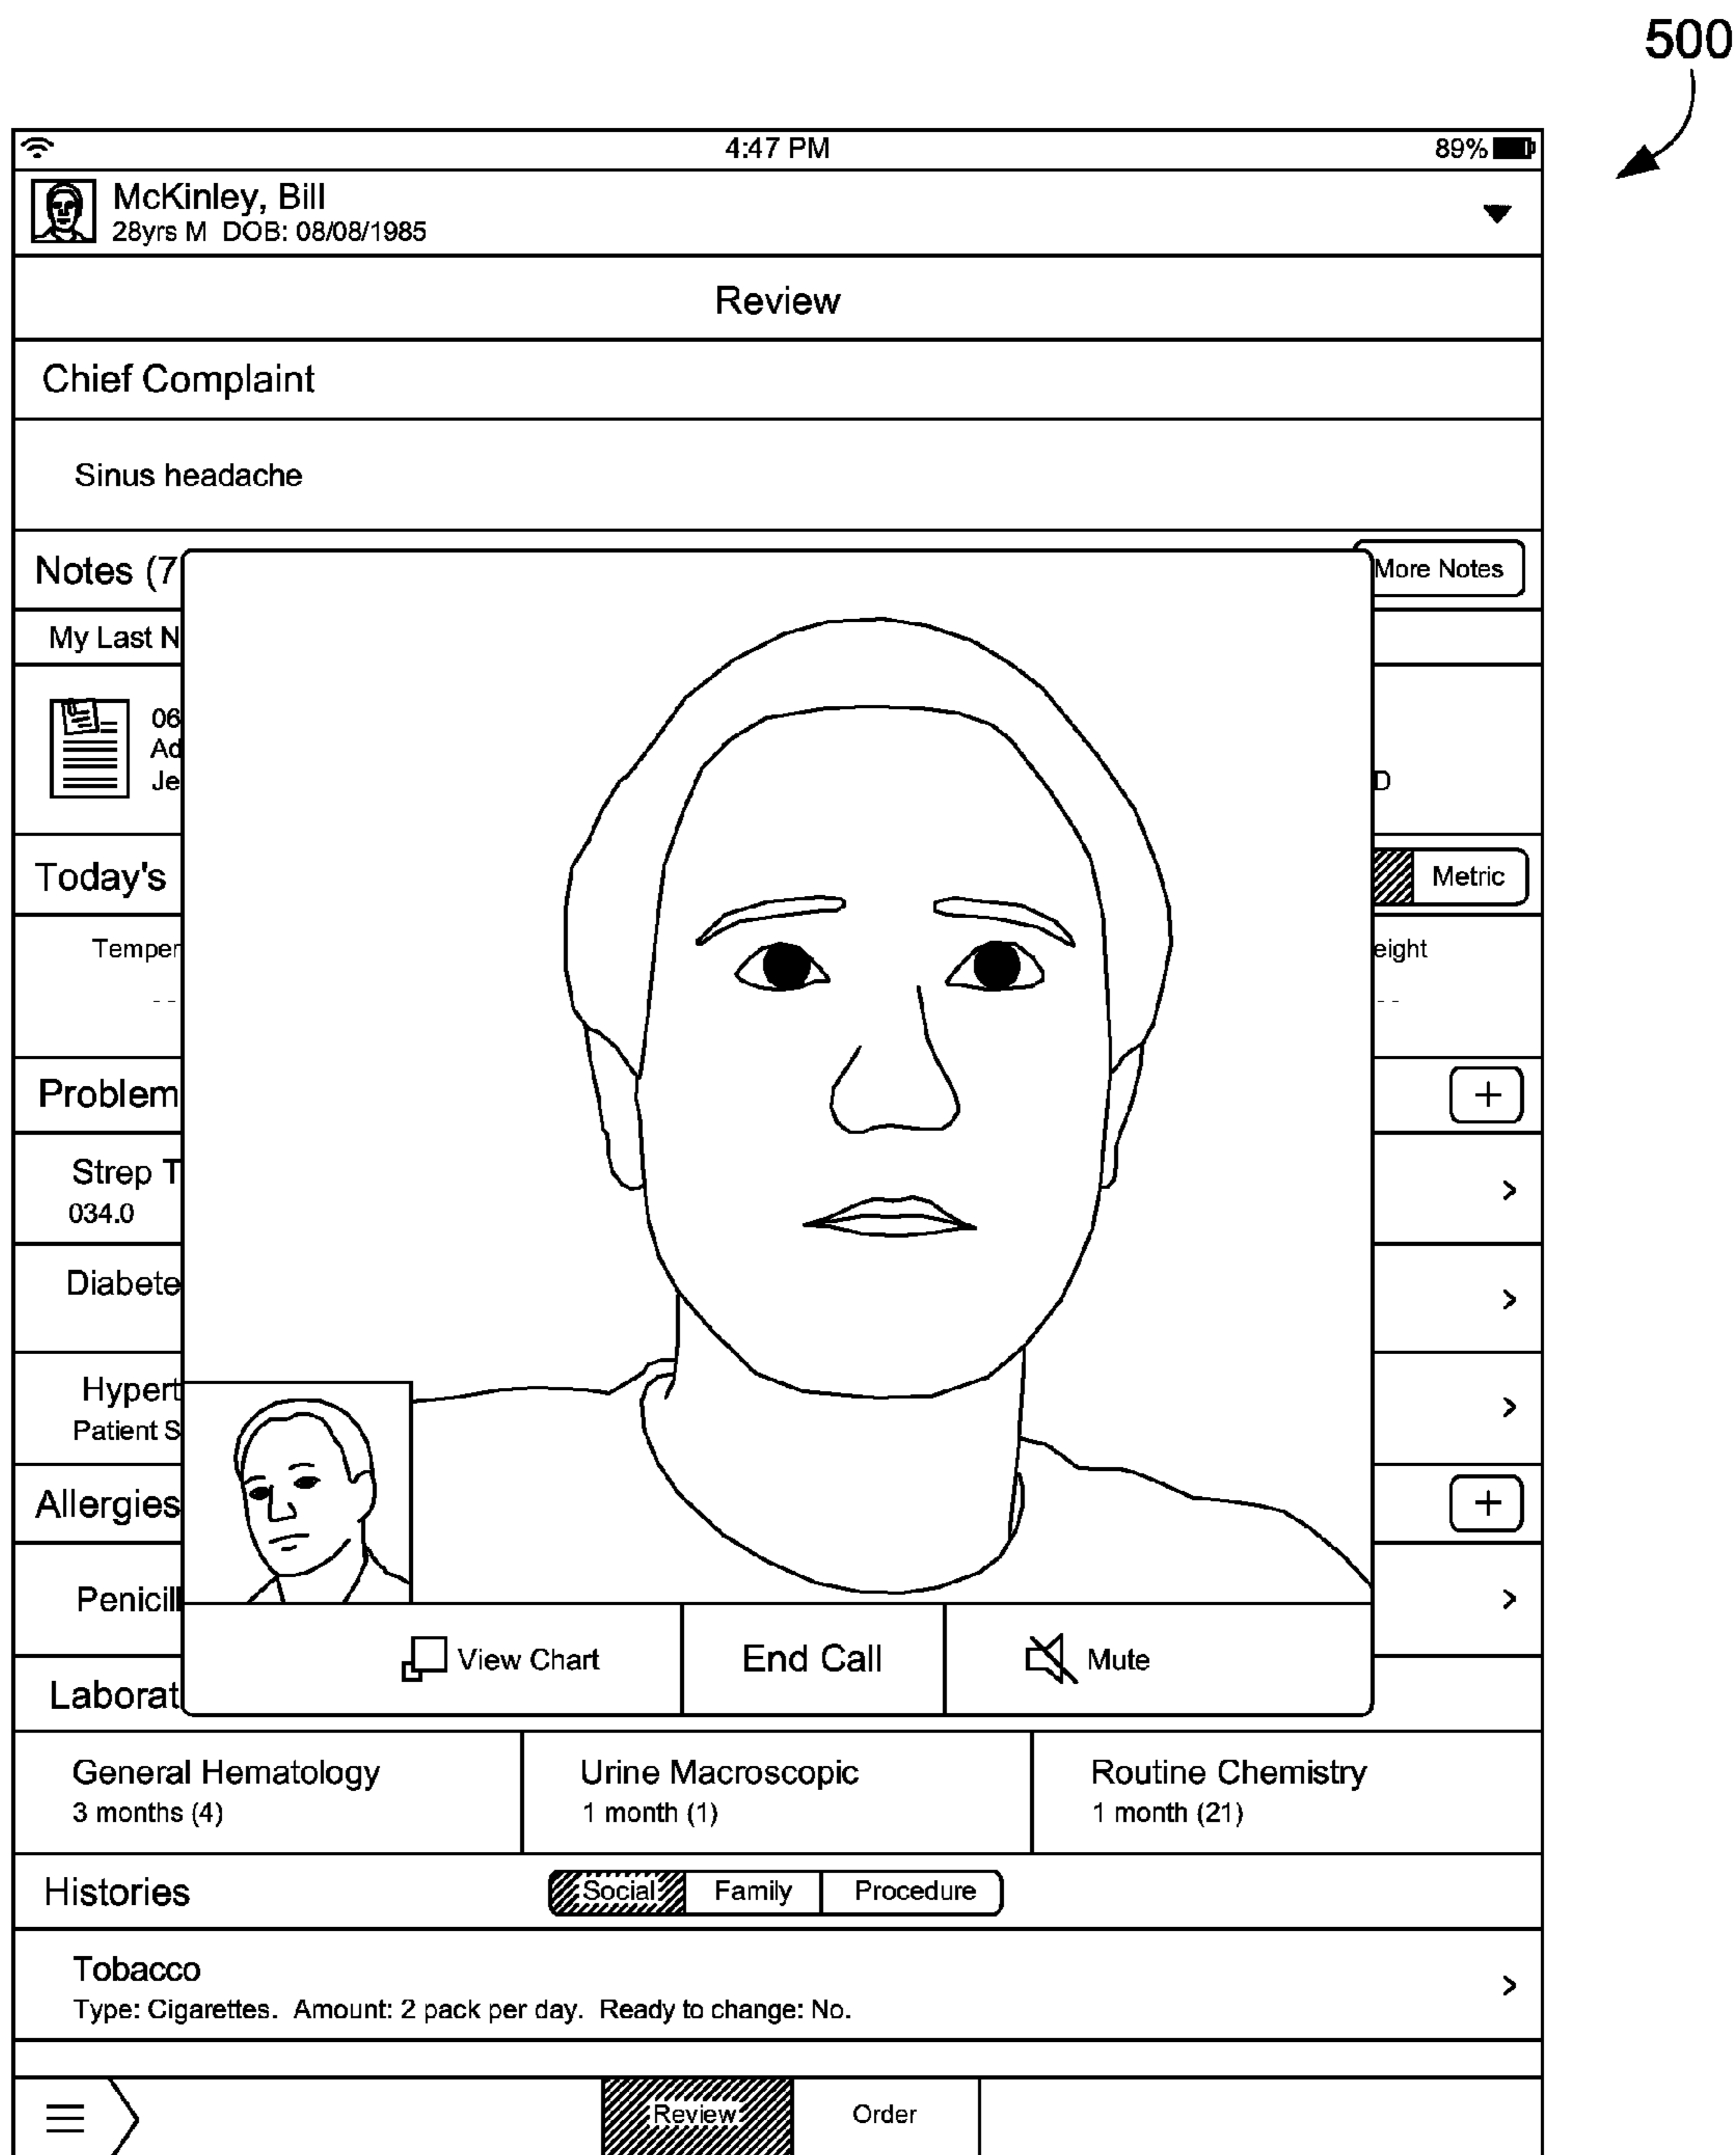 500
4:47 PM 89%
McKinley, Bill
28yrs M DOB: 08/08/1985
Review
Chief Complaint
Sinus headache
Notes (7 More Notes
My Last N
06
Ad
Je D
Today's Metric
Temper eight
-- --
Problem +
Strep T
034.0
Diabete
Hypert
Patient S
Allergies +
Penicill
View Chart End Call Mute
Laborat
General Hematology Urine Macroscopic Routine Chemistry
3 months (4) 1 month (1) 1 month (21)
Histories Social Family Procedure
Tobacco
Type: Cigarettes. Amount: 2 pack per day. Ready to change: No.
Review Order